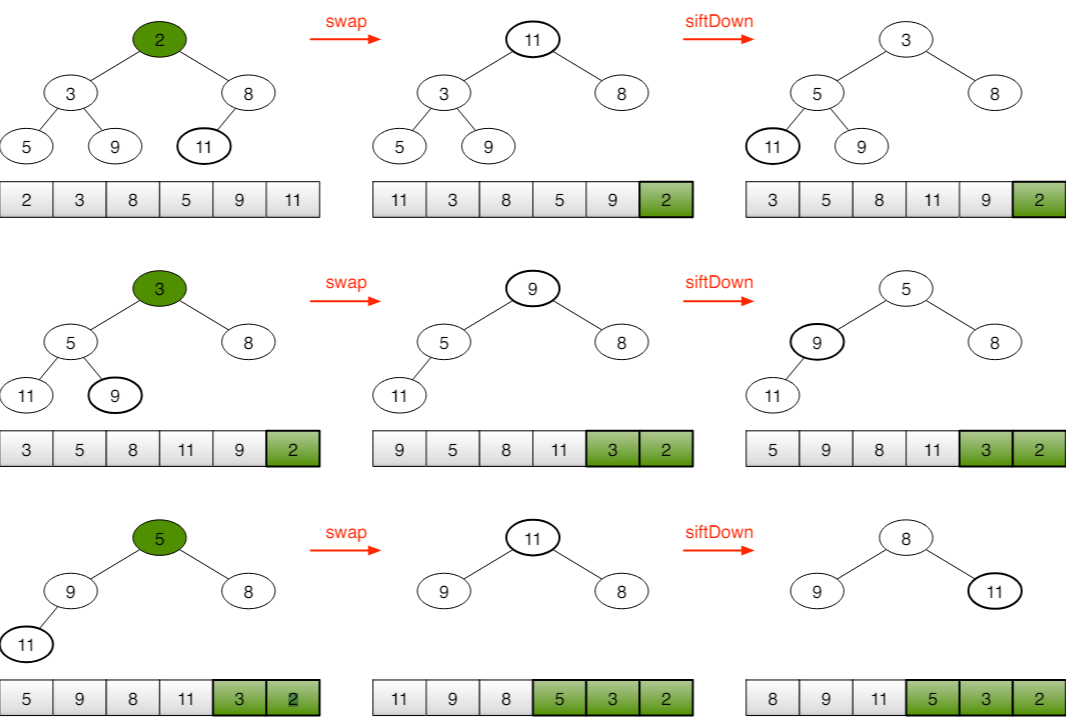 2 swap 11 siftDown 3
3 8 3 8 5 8
5 9 11 5 9 11 9
2 3 8 5 9 11 11 3 8 5 9 2 3 5 8 11 9 2
3 swap 9 siftDown 5
5 8 5 8 9 8
11 9 11 11
3 5 8 11 9 2 9 5 8 11 3 2 5 9 8 11 3 2
5 swap 11 siftDown 8
9 8 9 8 9 11
11
5 9 8 11 3 2 11 9 8 5 3 2 8 9 11 5 3 2